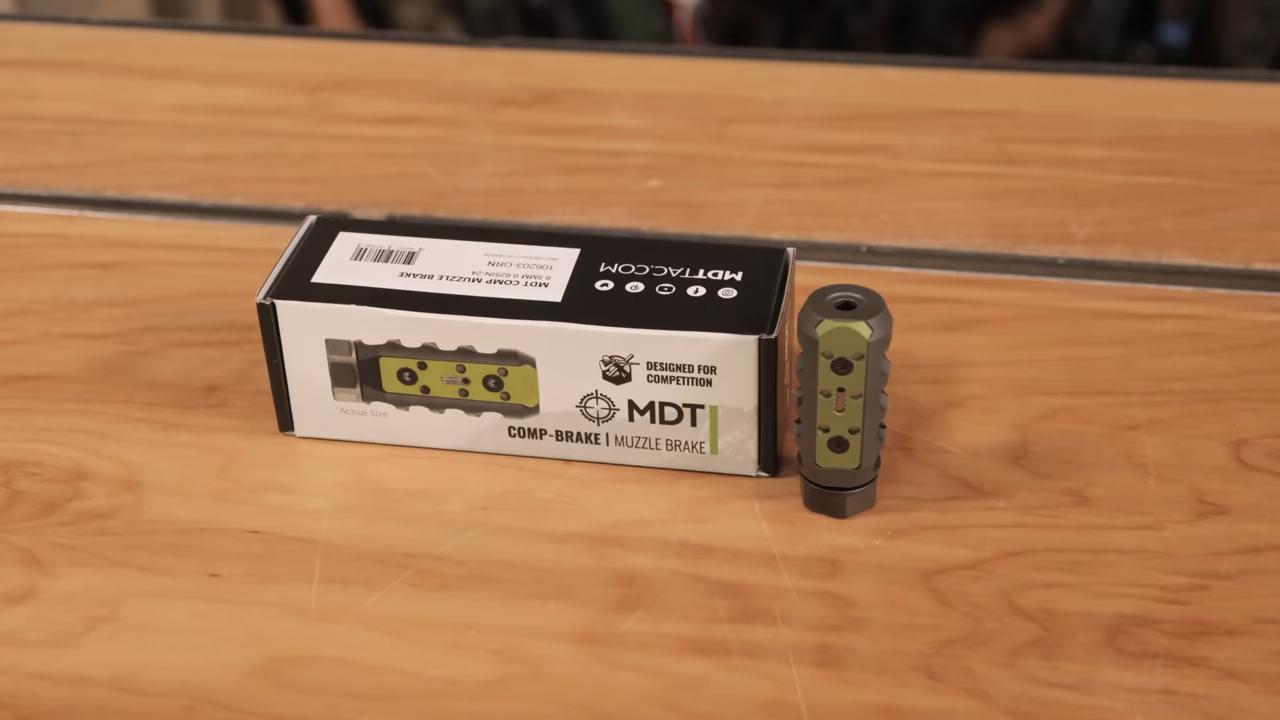 MDTTAC.COM
MDT COMP MUZZLE BRAKE
6.5MM 0.625IN-24
106203-GRN
*Actual Size
DESIGNED FOR
COMPETITION
MDT
COMP-BRAKE | MUZZLE BRAKE